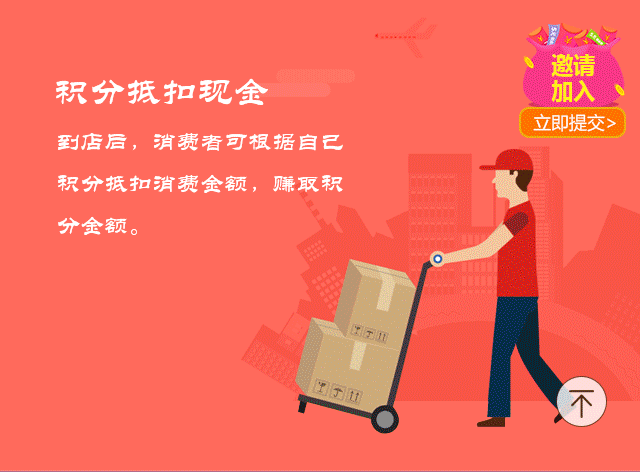 积分抵扣现金
到店后，消费者可根据自己
积分抵扣消费金额，赚取积
分金额。
邀请
加入
立即提交>